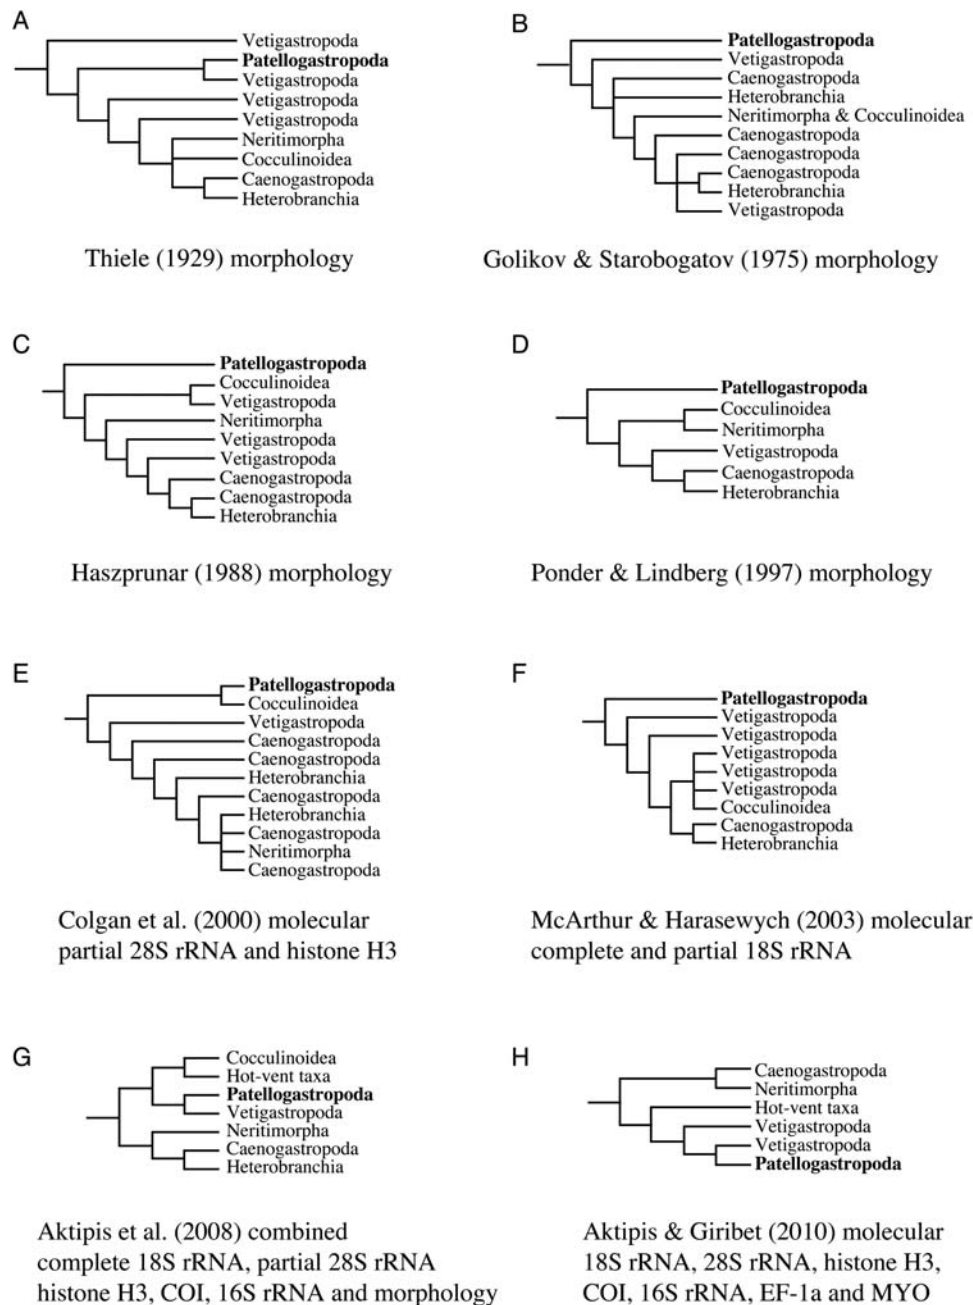 A
Vetigastropoda
Patellogastropoda
Vetigastropoda
Vetigastropoda
Vetigastropoda
Neritimorpha
Cocculinoidea
Caenogastropoda
Heterobranchia
Thiele (1929) morphology
B
Patellogastropoda
Vetigastropoda
Caenogastropoda
Heterobranchia
Neritimorpha & Cocculinoidea
Caenogastropoda
Caenogastropoda
Caenogastropoda
Heterobranchia
Vetigastropoda
Golikov & Starobogatov (1975) morphology
C
Patellogastropoda
Cocculinoidea
Vetigastropoda
Neritimorpha
Vetigastropoda
Vetigastropoda
Caenogastropoda
Caenogastropoda
Heterobranchia
Haszprunar (1988) morphology
D
Patellogastropoda
Cocculinoidea
Neritimorpha
Vetigastropoda
Caenogastropoda
Heterobranchia
Ponder & Lindberg (1997) morphology
E
Patellogastropoda
Cocculinoidea
Vetigastropoda
Caenogastropoda
Caenogastropoda
Heterobranchia
Caenogastropoda
Heterobranchia
Caenogastropoda
Neritimorpha
Caenogastropoda
Colgan et al. (2000) molecular
partial 28S rRNA and histone H3
F
Patellogastropoda
Vetigastropoda
Vetigastropoda
Vetigastropoda
Vetigastropoda
Vetigastropoda
Cocculinoidea
Caenogastropoda
Heterobranchia
McArthur & Harasewych (2003) molecular
complete and partial 18S rRNA
G
Cocculinoidea
Hot-vent taxa
Patellogastropoda
Vetigastropoda
Neritimorpha
Caenogastropoda
Heterobranchia
Aktipis et al. (2008) combined
complete 18S rRNA, partial 28S rRNA
histone H3, COI, 16S rRNA and morphology
H
Caenogastropoda
Neritimorpha
Hot-vent taxa
Vetigastropoda
Vetigastropoda
Patellogastropoda
Aktipis & Giribet (2010) molecular
18S rRNA, 28S rRNA, histone H3,
COI, 16S rRNA, EF-1a and MYO